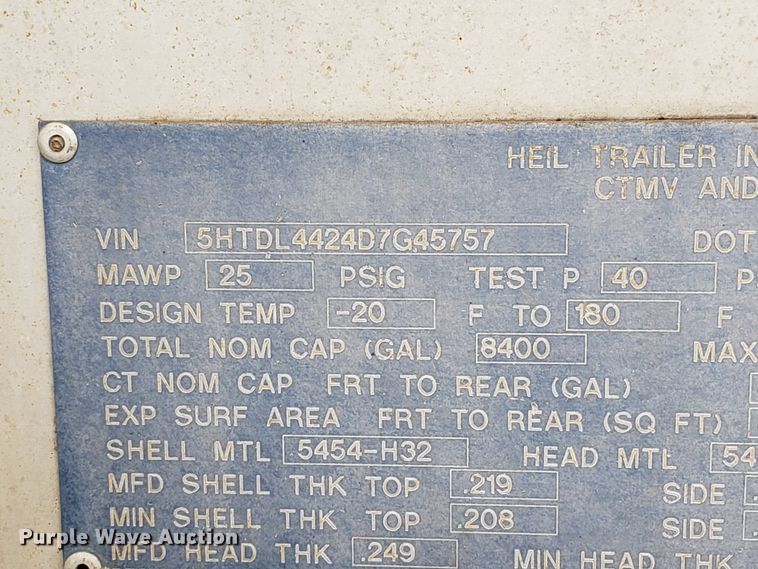 HEIL TRAILER IN
CTMV AND
VIN 5HTDL4424D7G45757 DOT
MAWP 25 PSIG TEST P 40 P
DESIGN TEMP -20 F TO 180 F
TOTAL NOM CAP (GAL) 8400 MAX
CT NOM CAP FRT TO REAR (GAL)
EXP SURF AREA FRT TO REAR (SQ FT)
SHELL MTL 5454-H32 HEAD MTL 54
MFD SHELL THK TOP .219 SIDE .
MIN SHELL THK TOP .208 SIDE .
MFD HEAD THK .249 MIN HEAD THK
Purple Wave Auction